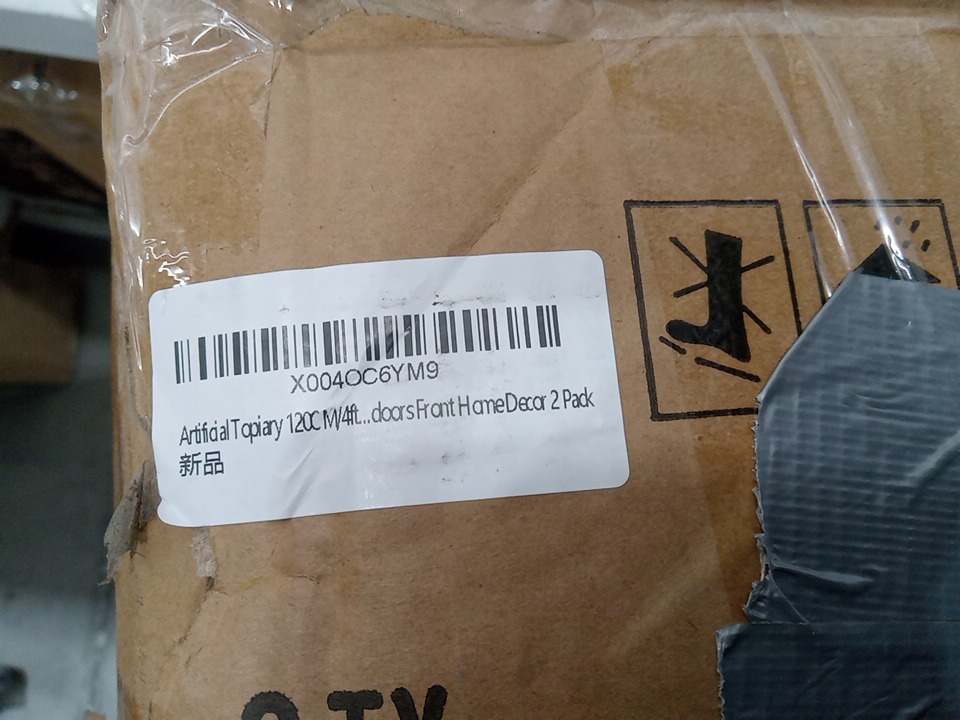 X004OC6YM9
Artificial Topiary 120CM/4ft...doors Front Home Decor 2 Pack
新品